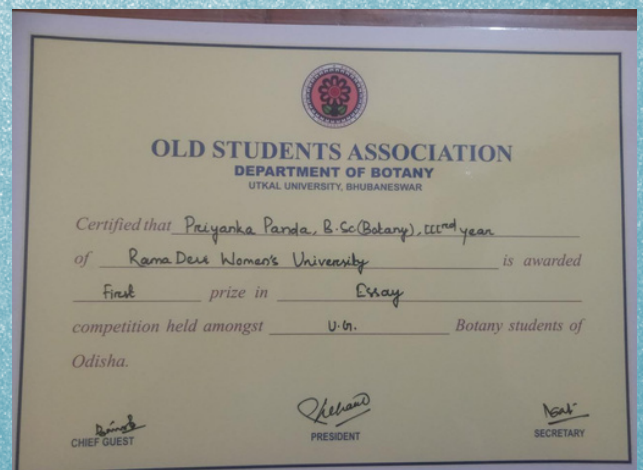 OLD STUDENTS ASSOCIATION
DEPARTMENT OF BOTANY
UTKAL UNIVERSITY, BHUBANESWAR
Certified that Priyanka Panda, B.Sc (Botany), IIIrd year
of Rama Devi Women's University is awarded
First prize in Essay
competition held amongst U.G. Botany students of
Odisha.
CHIEF GUEST PRESIDENT SECRETARY